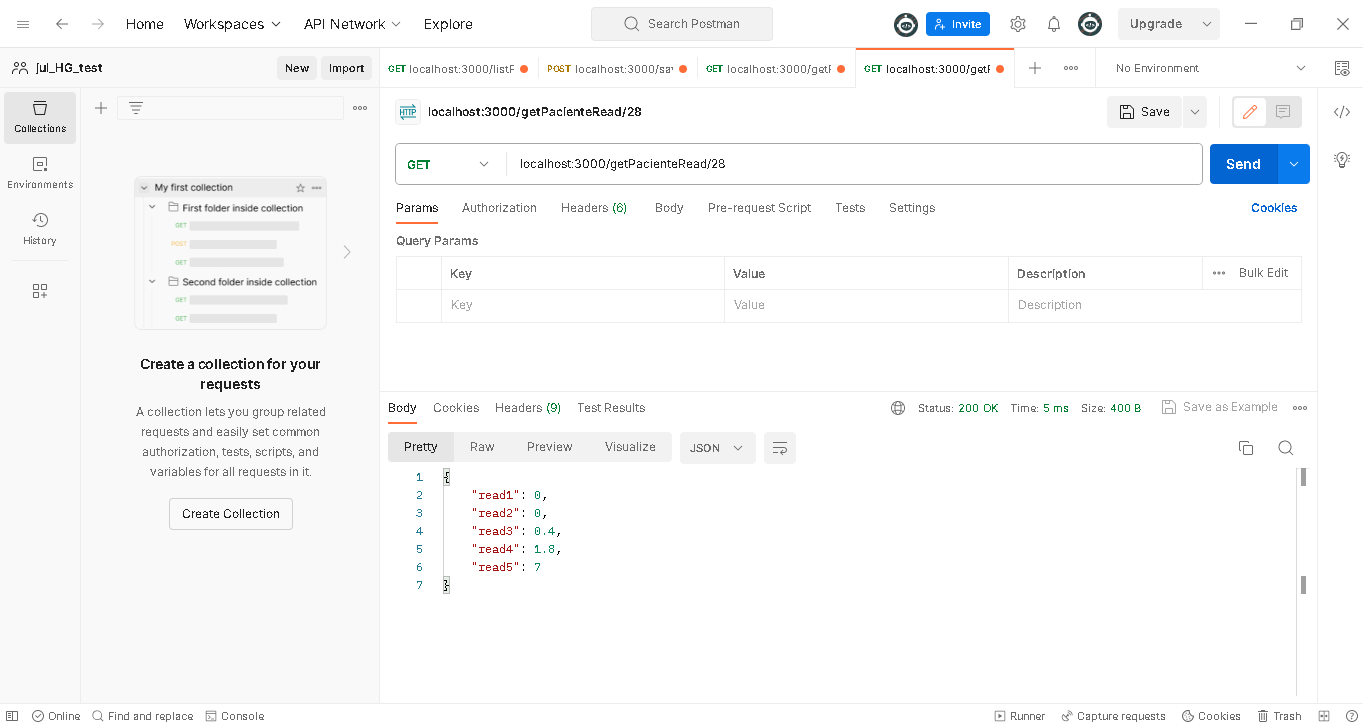 Home Workspaces API Network Explore Search Postman Invite Upgrade
jul_HG_test New Import
GET localhost:3000/listP POST localhost:3000/sav GET localhost:3000/getP GET localhost:3000/getP No Environment
Collections
Environments
History
My first collection
First folder inside collection
GET
POST
GET
Second folder inside collection
GET
GET
Create a collection for your
requests
A collection lets you group related
requests and easily set common
authorization, tests, scripts, and
variables for all requests in it.
Create Collection
HTTP localhost:3000/getPacienteRead/28 Save
GET localhost:3000/getPacienteRead/28 Send
Params Authorization Headers (6) Body Pre-request Script Tests Settings Cookies
Query Params
Key Value Description Bulk Edit
Key Value Description
Body Cookies Headers (9) Test Results Status: 200 OK Time: 5 ms Size: 400 B Save as Example
Pretty Raw Preview Visualize JSON
1 {
2 "read1": 0,
3 "read2": 0,
4 "read3": 0.4,
5 "read4": 1.8,
6 "read5": 7
7 }
Online Find and replace Console Runner Capture requests Cookies Trash